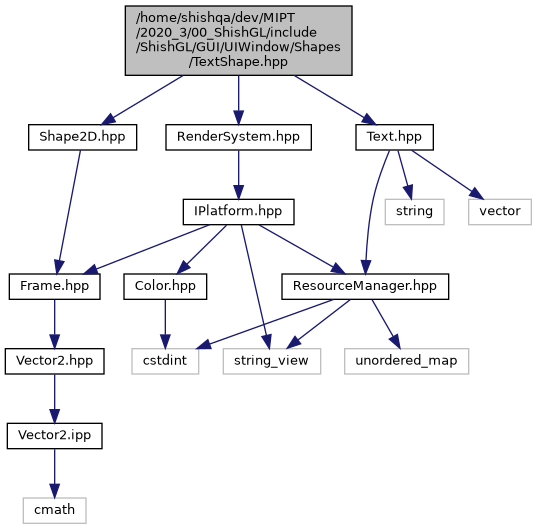 /home/shishqa/dev/MIPT
/2020_3/00_ShishGL/include
/ShishGL/GUI/UIWindow/Shapes
/TextShape.hpp
Shape2D.hpp
RenderSystem.hpp
Text.hpp
IPlatform.hpp
string
vector
Frame.hpp
Color.hpp
ResourceManager.hpp
Vector2.hpp
cstdint
string_view
unordered_map
Vector2.ipp
cmath